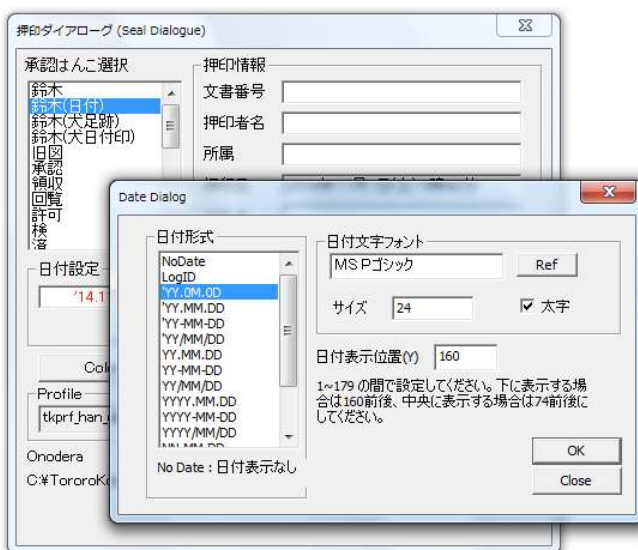 押印ダイアローグ (Seal Dialogue)
承認はんこ選択
鈴木
鈴木(日付)
鈴木(犬足跡)
鈴木(犬日付印)
旧図
承認
領収
回覧
許可
検
済
押印情報
文書番号
押印者名
所属
日付設定
'14.1
Profile
tkprf_han_
Onodera
Date Dialog
日付形式
NoDate
LogID
'YY.0M.0D
'YY.MM.DD
'YY-MM-DD
'YY/MM/DD
YY.MM.DD
YY-MM-DD
YY/MM/DD
YYYY.MM.DD
YYYY-MM-DD
YYYY/MM/DD
No Date : 日付表示なし
日付文字フォント
ＭＳ Ｐゴシック
Ref
サイズ 24
太字
日付表示位置(Y) 160
1~179 の間で設定してください。下に表示する場
合は160前後、中央に表示する場合は74前後に
してください。
OK
Close